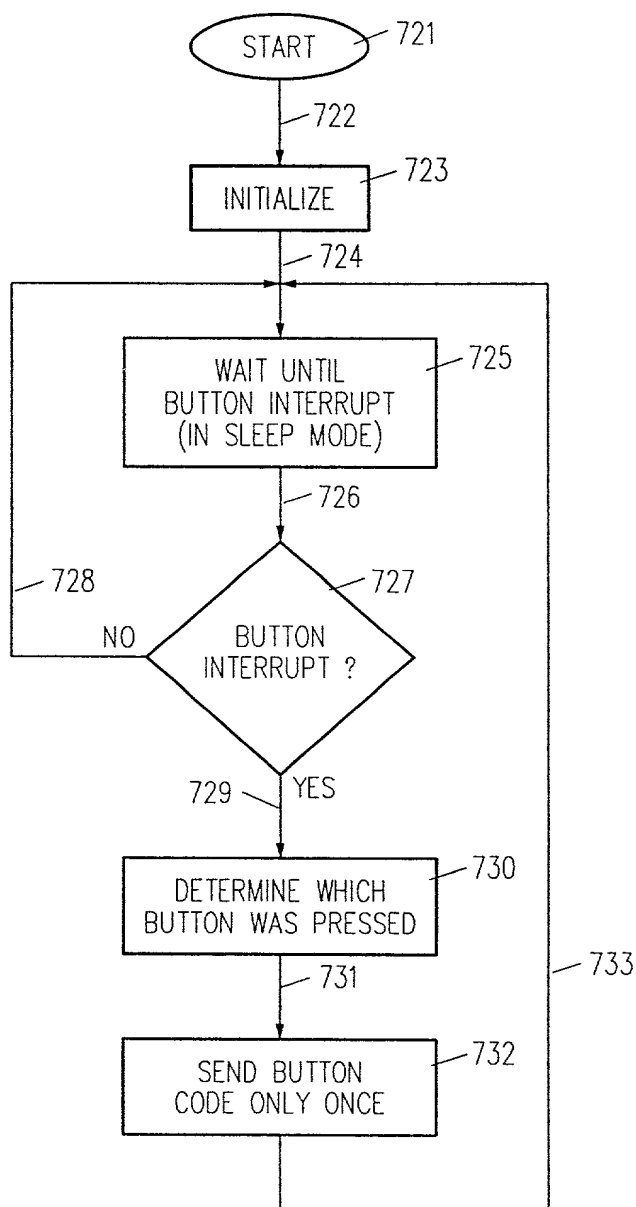 START
721
722
INITIALIZE
723
724
WAIT UNTIL
BUTTON INTERRUPT
(IN SLEEP MODE)
725
726
727
728
NO
BUTTON
INTERRUPT ?
YES
729
DETERMINE WHICH
BUTTON WAS PRESSED
730
731
733
SEND BUTTON
CODE ONLY ONCE
732